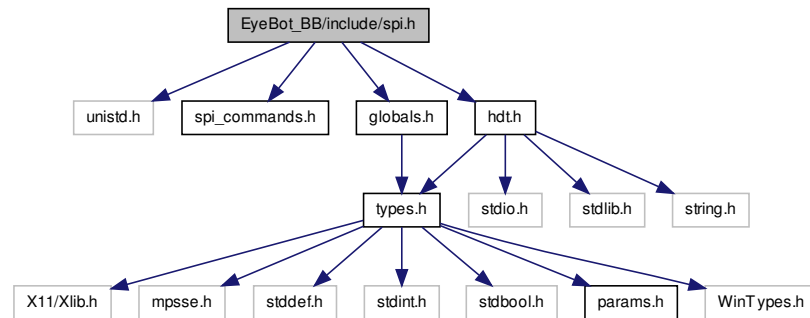 EyeBot_BB/include/spi.h
unistd.h
spi_commands.h
globals.h
hdt.h
types.h
stdio.h
stdlib.h
string.h
X11/Xlib.h
mpsse.h
stddef.h
stdint.h
stdbool.h
params.h
WinTypes.h